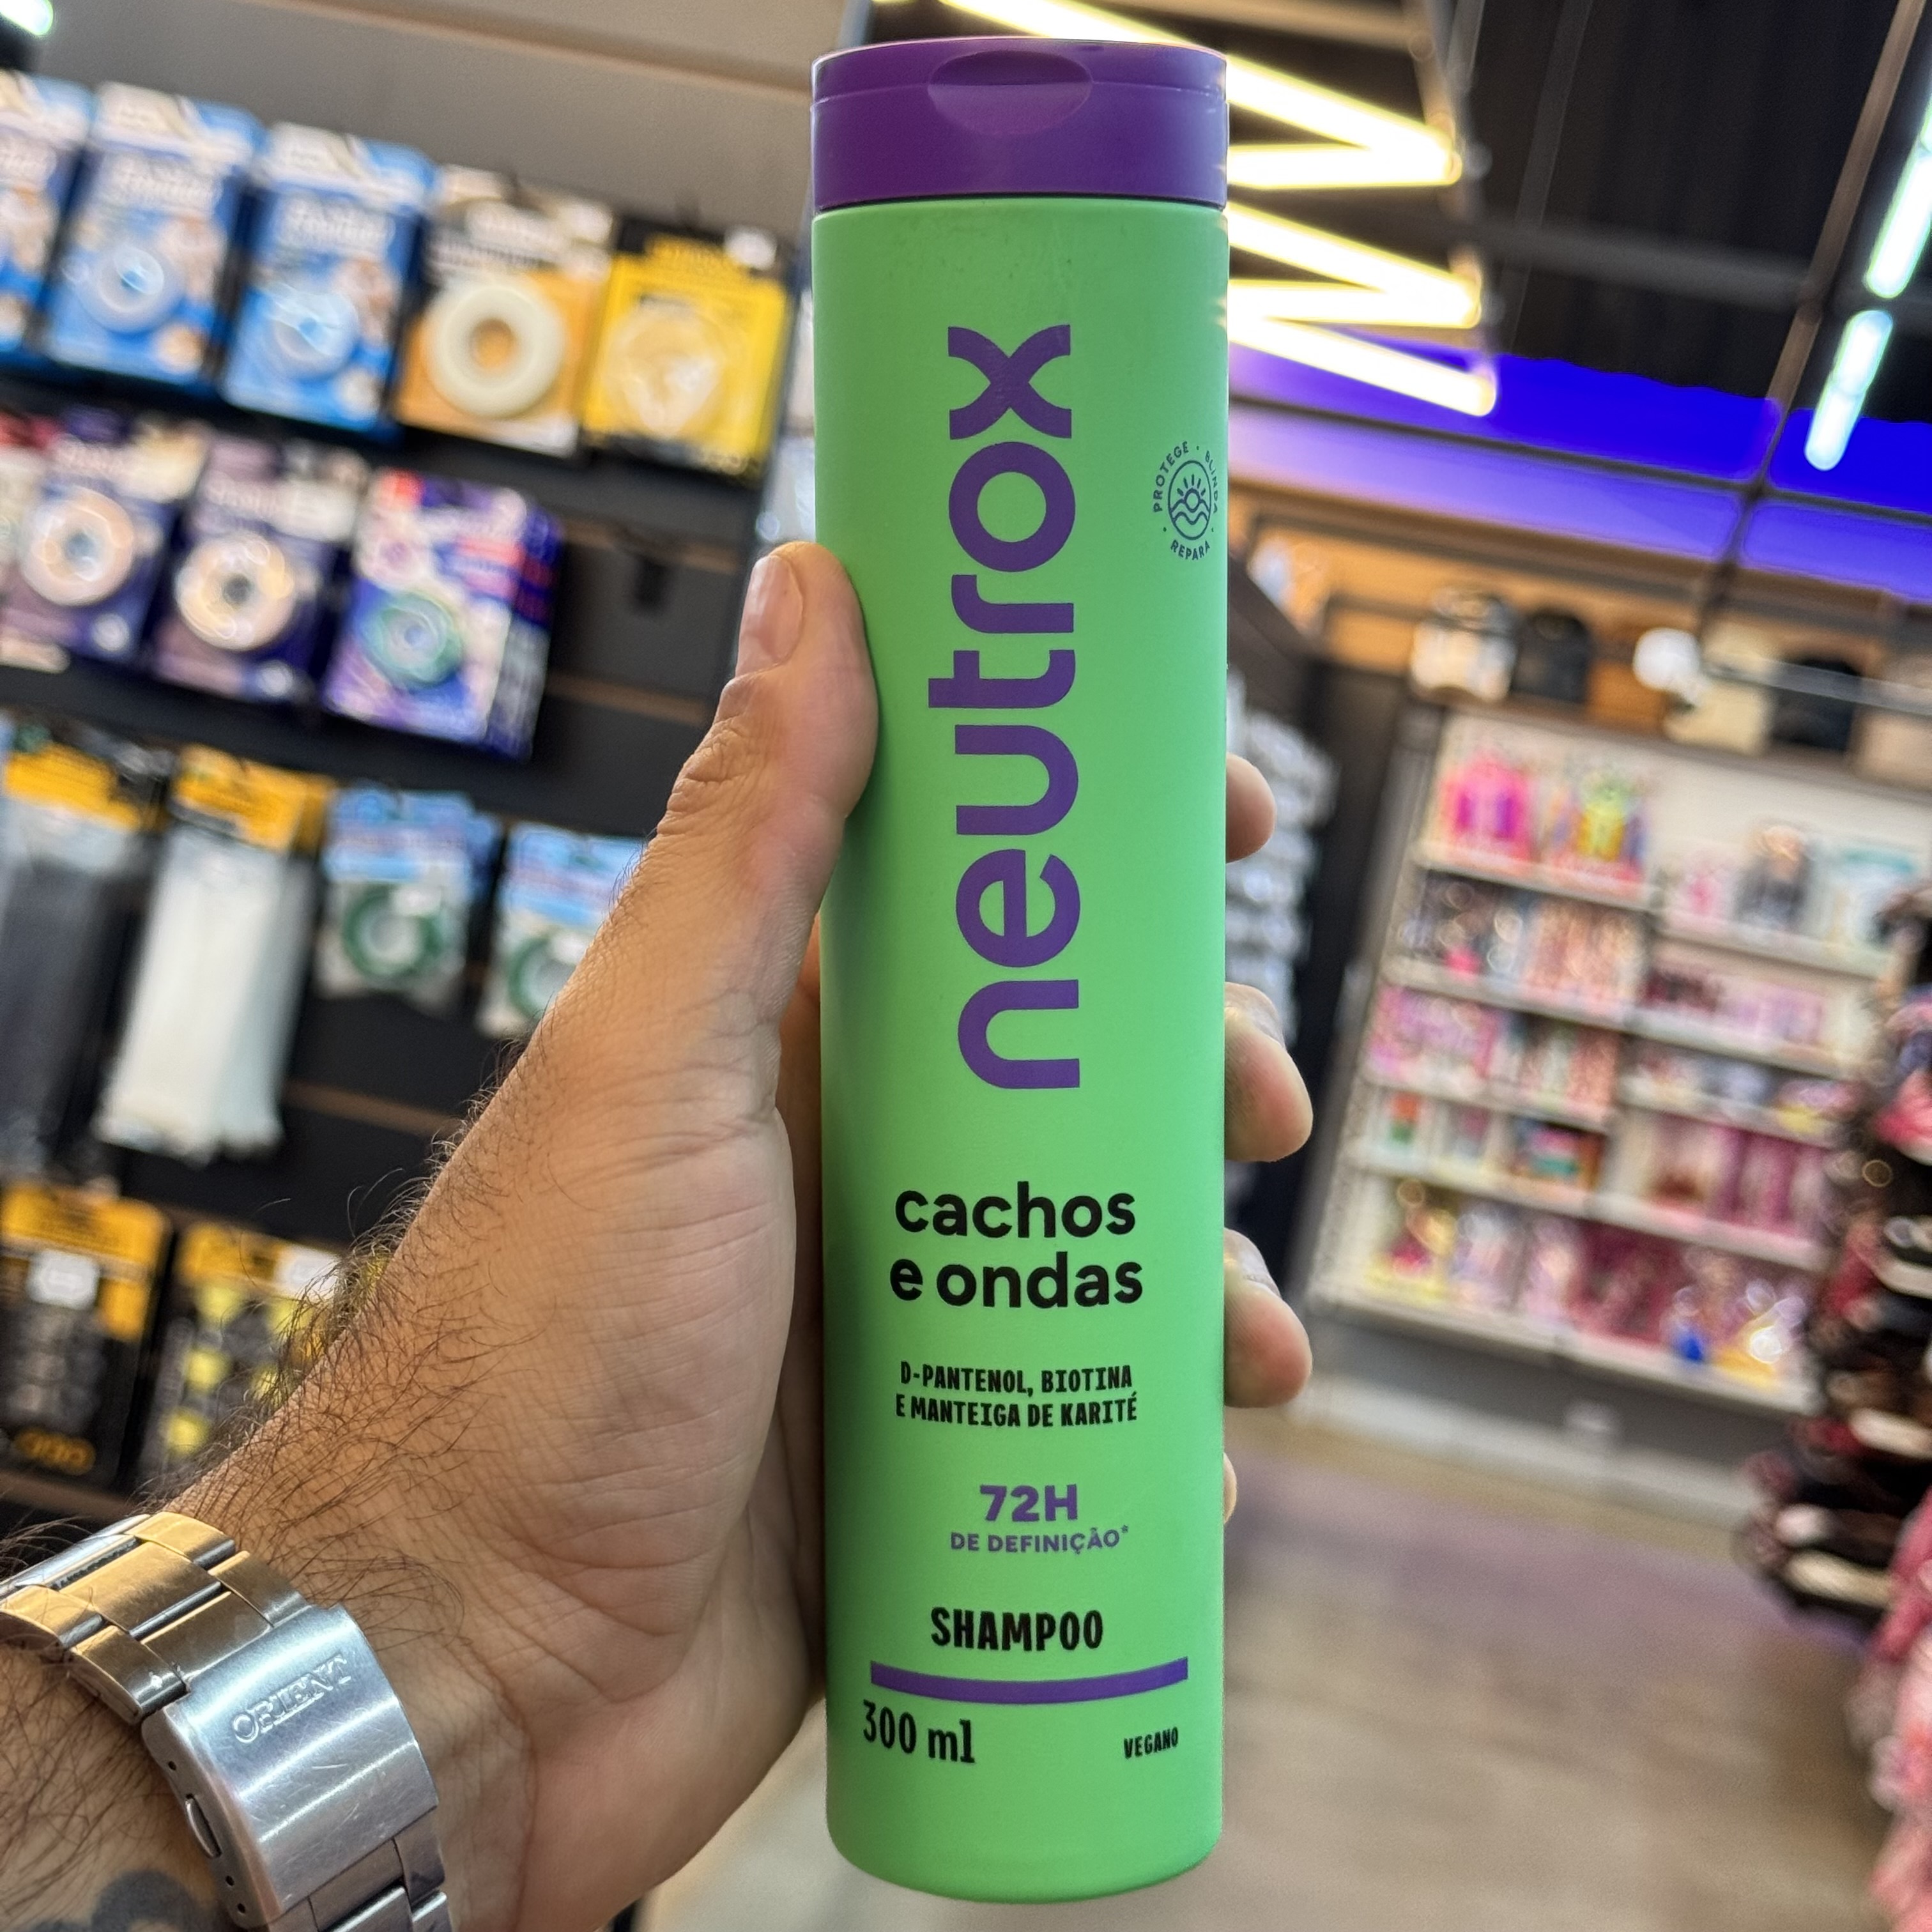 neutrox
PROTEGE · BLINDA · REPARA ·
cachos
e ondas
D-PANTENOL, BIOTINA
E MANTEIGA DE KARITÉ
72H
DE DEFINIÇÃO*
SHAMPOO
300 ml
VEGANO
ORIENT